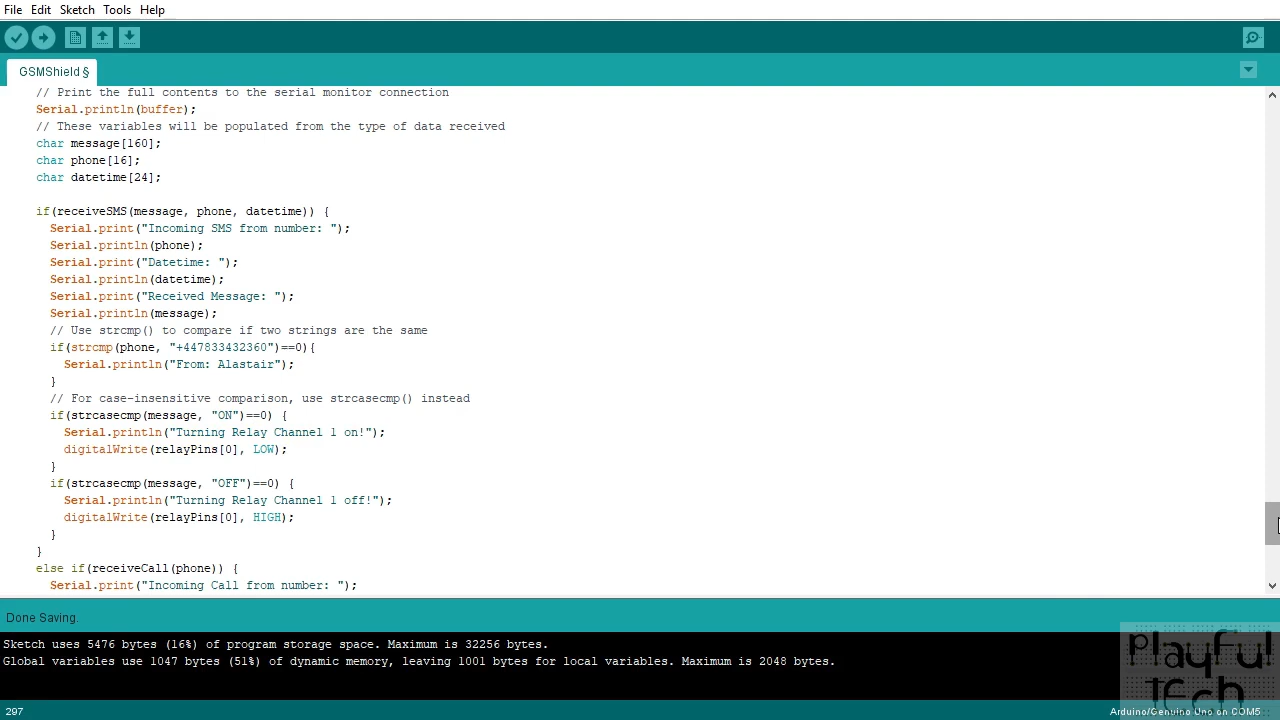 File Edit Sketch Tools Help
GSMShield §
// Print the full contents to the serial monitor connection
Serial.println(buffer);
// These variables will be populated from the type of data received
char message[160];
char phone[16];
char datetime[24];
if(receiveSMS(message, phone, datetime)) {
Serial.print("Incoming SMS from number: ");
Serial.println(phone);
Serial.print("Datetime: ");
Serial.println(datetime);
Serial.print("Received Message: ");
Serial.println(message);
// Use strcmp() to compare if two strings are the same
if(strcmp(phone, "+447833432360")==0){
Serial.println("From: Alastair");
}
// For case-insensitive comparison, use strcasecmp() instead
if(strcasecmp(message, "ON")==0) {
Serial.println("Turning Relay Channel 1 on!");
digitalWrite(relayPins[0], LOW);
}
if(strcasecmp(message, "OFF")==0) {
Serial.println("Turning Relay Channel 1 off!");
digitalWrite(relayPins[0], HIGH);
}
}
else if(receiveCall(phone)) {
Serial.print("Incoming Call from number: ");
Done Saving.
Sketch uses 5476 bytes (16%) of program storage space. Maximum is 32256 bytes.
Global variables use 1047 bytes (51%) of dynamic memory, leaving 1001 bytes for local variables. Maximum is 2048 bytes.
Playful
Tech
297
Arduino/Genuino Uno on COM5